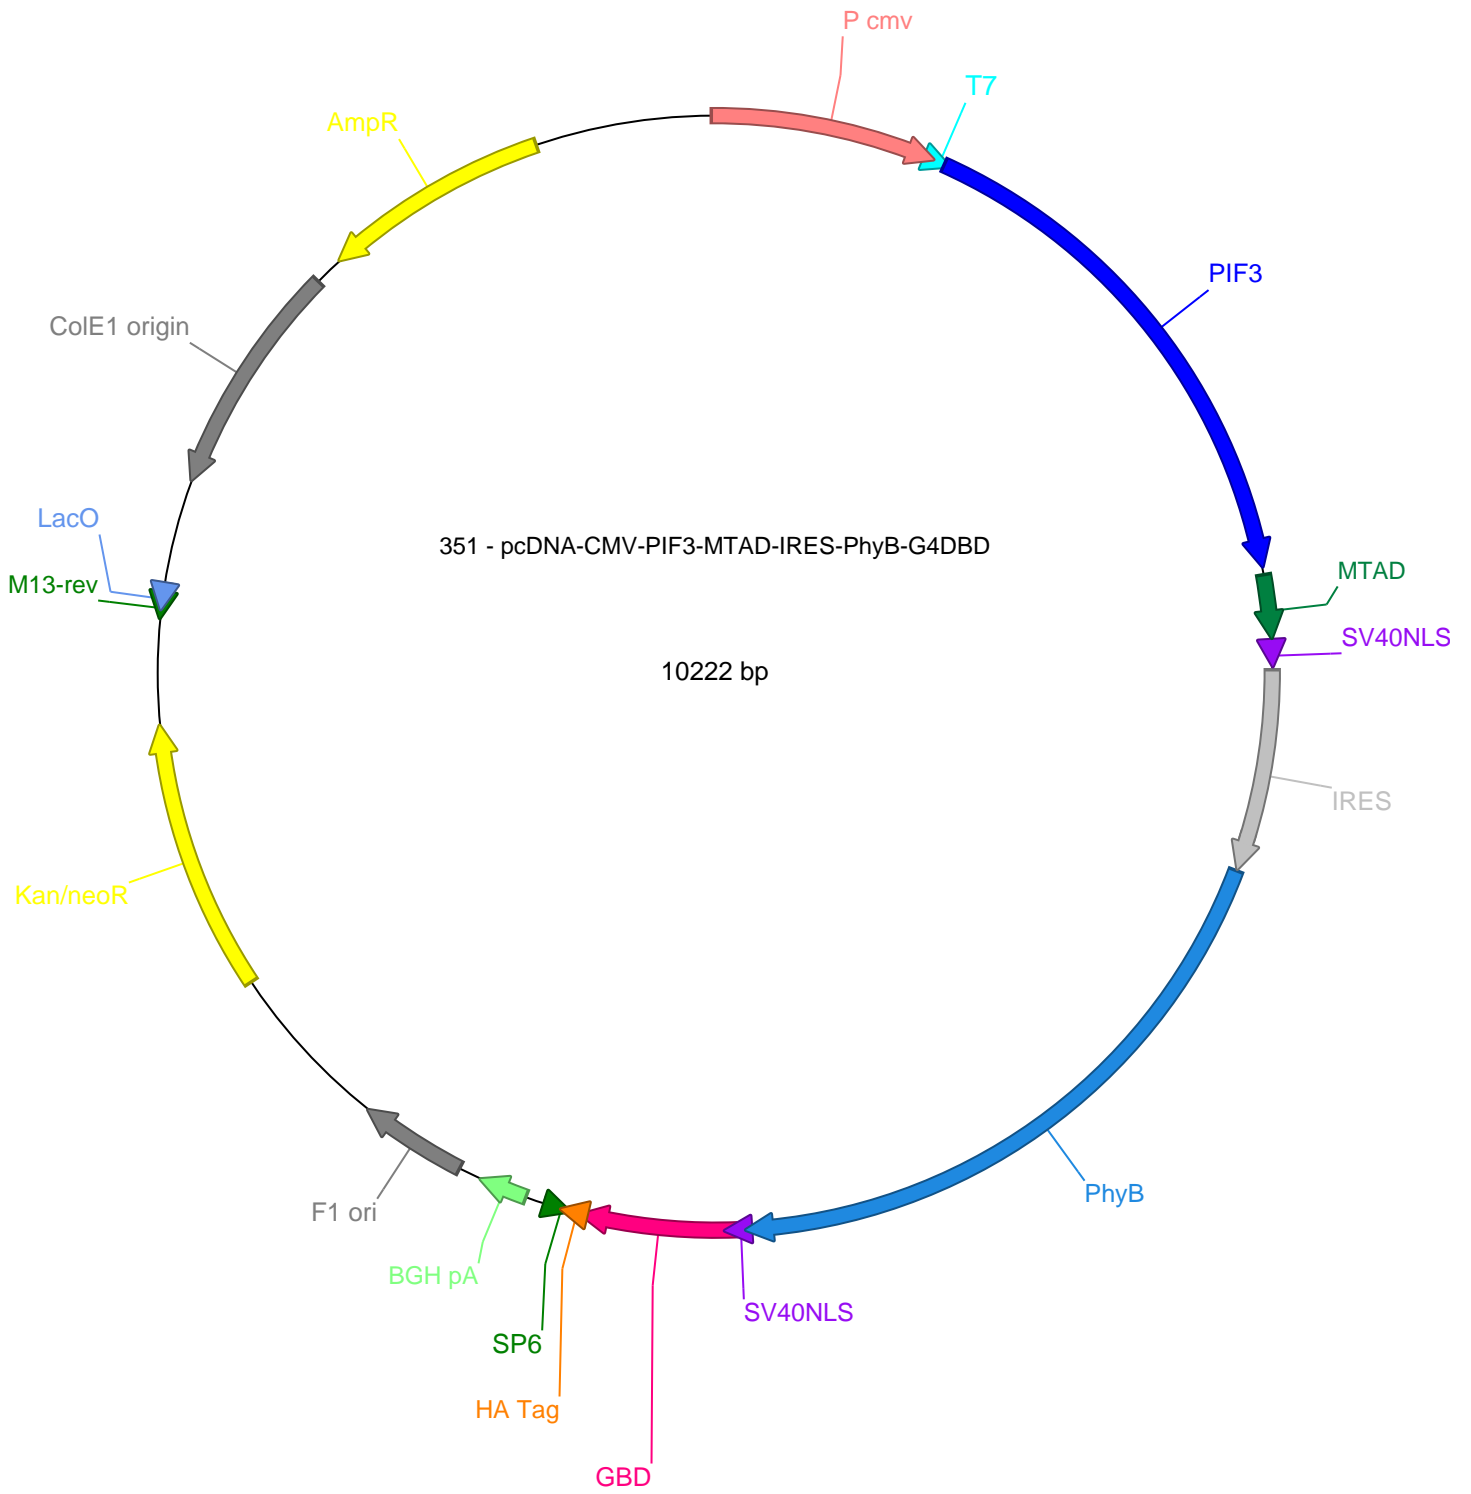 P cmv
T7
AmpR
PIF3
ColE1 origin
LacO
351 - pcDNA-CMV-PIF3-MTAD-IRES-PhyB-G4DBD
M13-rev
MTAD
SV40NLS
10222 bp
IRES
Kan/neoR
PhyB
F1 ori
BGH pA
SV40NLS
SP6
HA Tag
GBD